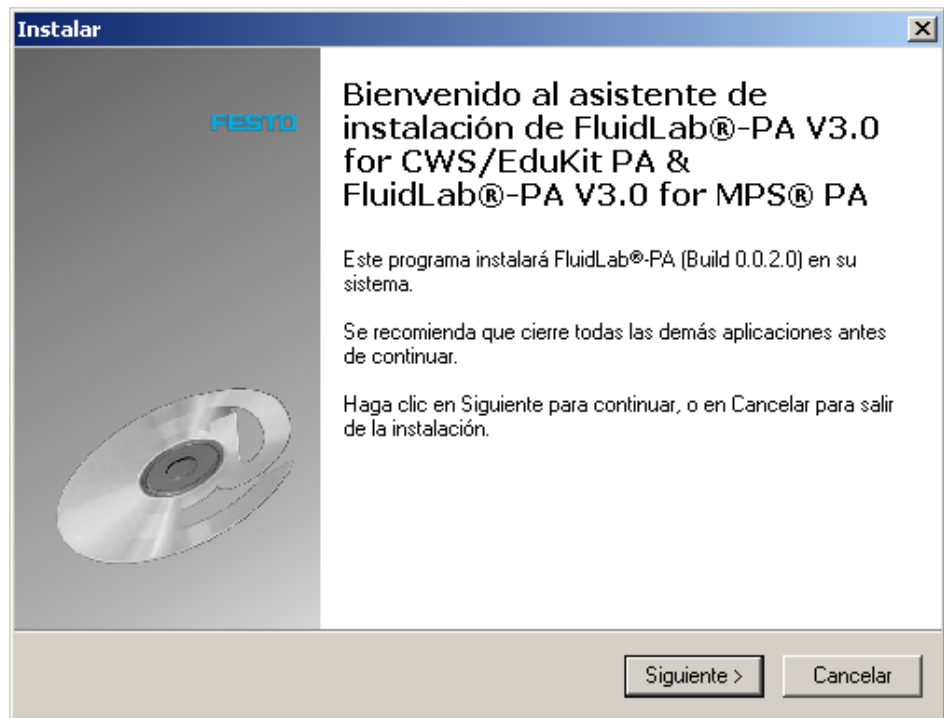 Instalar
FESTO
Bienvenido al asistente de
instalación de FluidLab®-PA V3.0
for CWS/EduKit PA &
FluidLab®-PA V3.0 for MPS® PA
Este programa instalará FluidLab®-PA (Build 0.0.2.0) en su
sistema.
Se recomienda que cierre todas las demás aplicaciones antes
de continuar.
Haga clic en Siguiente para continuar, o en Cancelar para salir
de la instalación.
Siguiente >
Cancelar